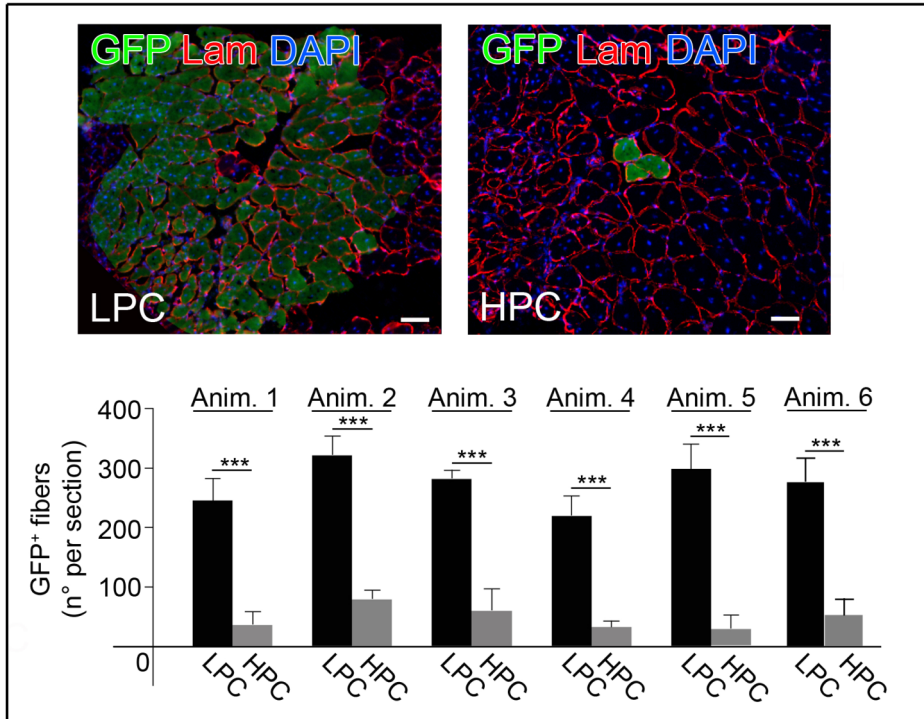 GFP Lam DAPI
LPC
GFP Lam DAPI
HPC
GFP⁺ fibers
(n° per section)
400
300
200
100
0
Anim. 1
Anim. 2
Anim. 3
Anim. 4
Anim. 5
Anim. 6
***
***
***
***
***
***
LPC
HPC
LPC
HPC
LPC
HPC
LPC
HPC
LPC
HPC
LPC
HPC